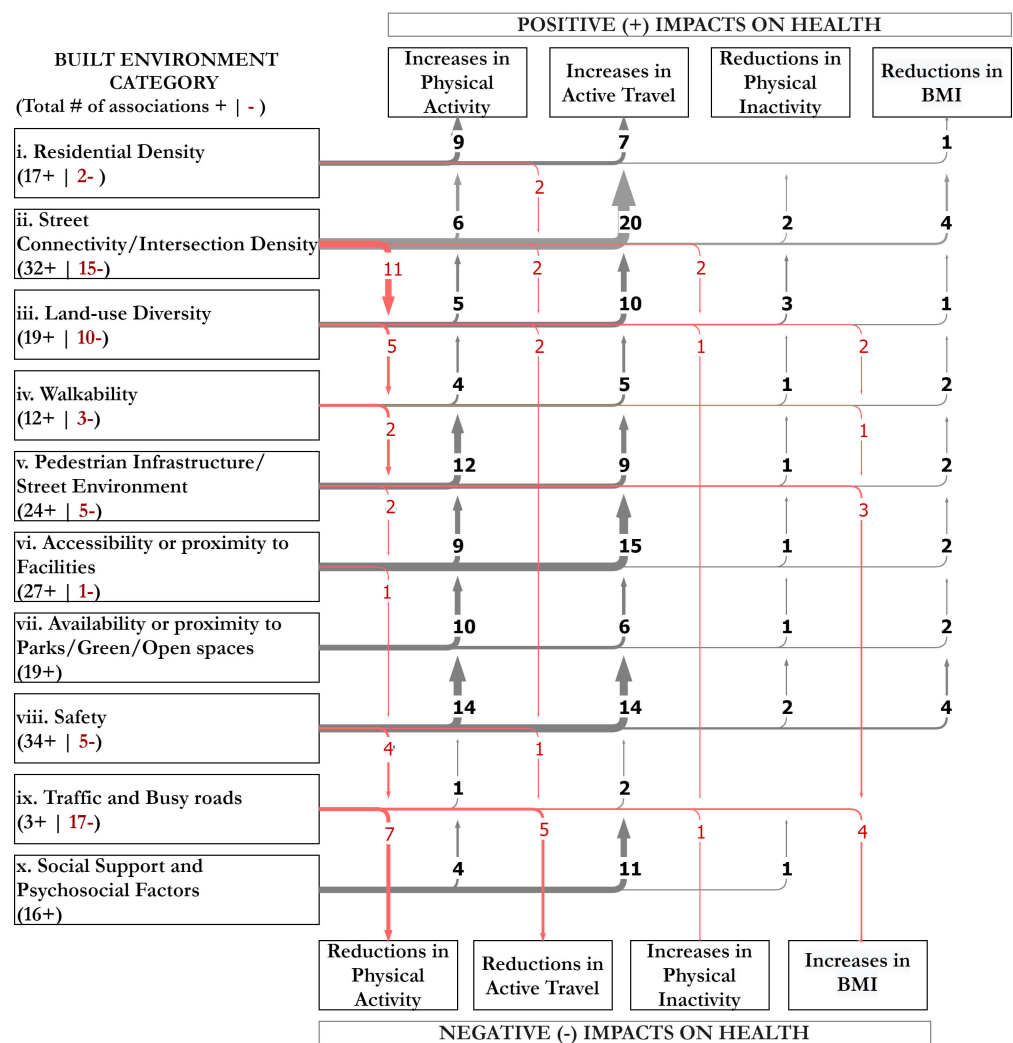 POSITIVE (+) IMPACTS ON HEALTH
BUILT ENVIRONMENT
CATEGORY
(Total # of associations + | - )
Increases in
Physical
Activity
Increases in
Active Travel
Reductions in
Physical
Inactivity
Reductions in
BMI
i. Residential Density
(17+ | 2- )
9
7
1
2
ii. Street
Connectivity/Intersection Density
(32+ | 15-)
6
20
2
4
11
2
2
iii. Land-use Diversity
(19+ | 10-)
5
10
3
1
5
2
1
2
iv. Walkability
(12+ | 3-)
4
5
1
2
2
1
v. Pedestrian Infrastructure/
Street Environment
(24+ | 5-)
12
9
1
2
2
3
vi. Accessibility or proximity to
Facilities
(27+ | 1-)
9
15
1
2
1
vii. Availability or proximity to
Parks/Green/Open spaces
(19+)
10
6
1
2
viii. Safety
(34+ | 5-)
14
14
2
4
4
1
ix. Traffic and Busy roads
(3+ | 17-)
1
2
7
5
1
4
x. Social Support and
Psychosocial Factors
(16+)
4
11
1
Reductions in
Physical
Activity
Reductions in
Active Travel
Increases in
Physical
Inactivity
Increases in
BMI
NEGATIVE (-) IMPACTS ON HEALTH